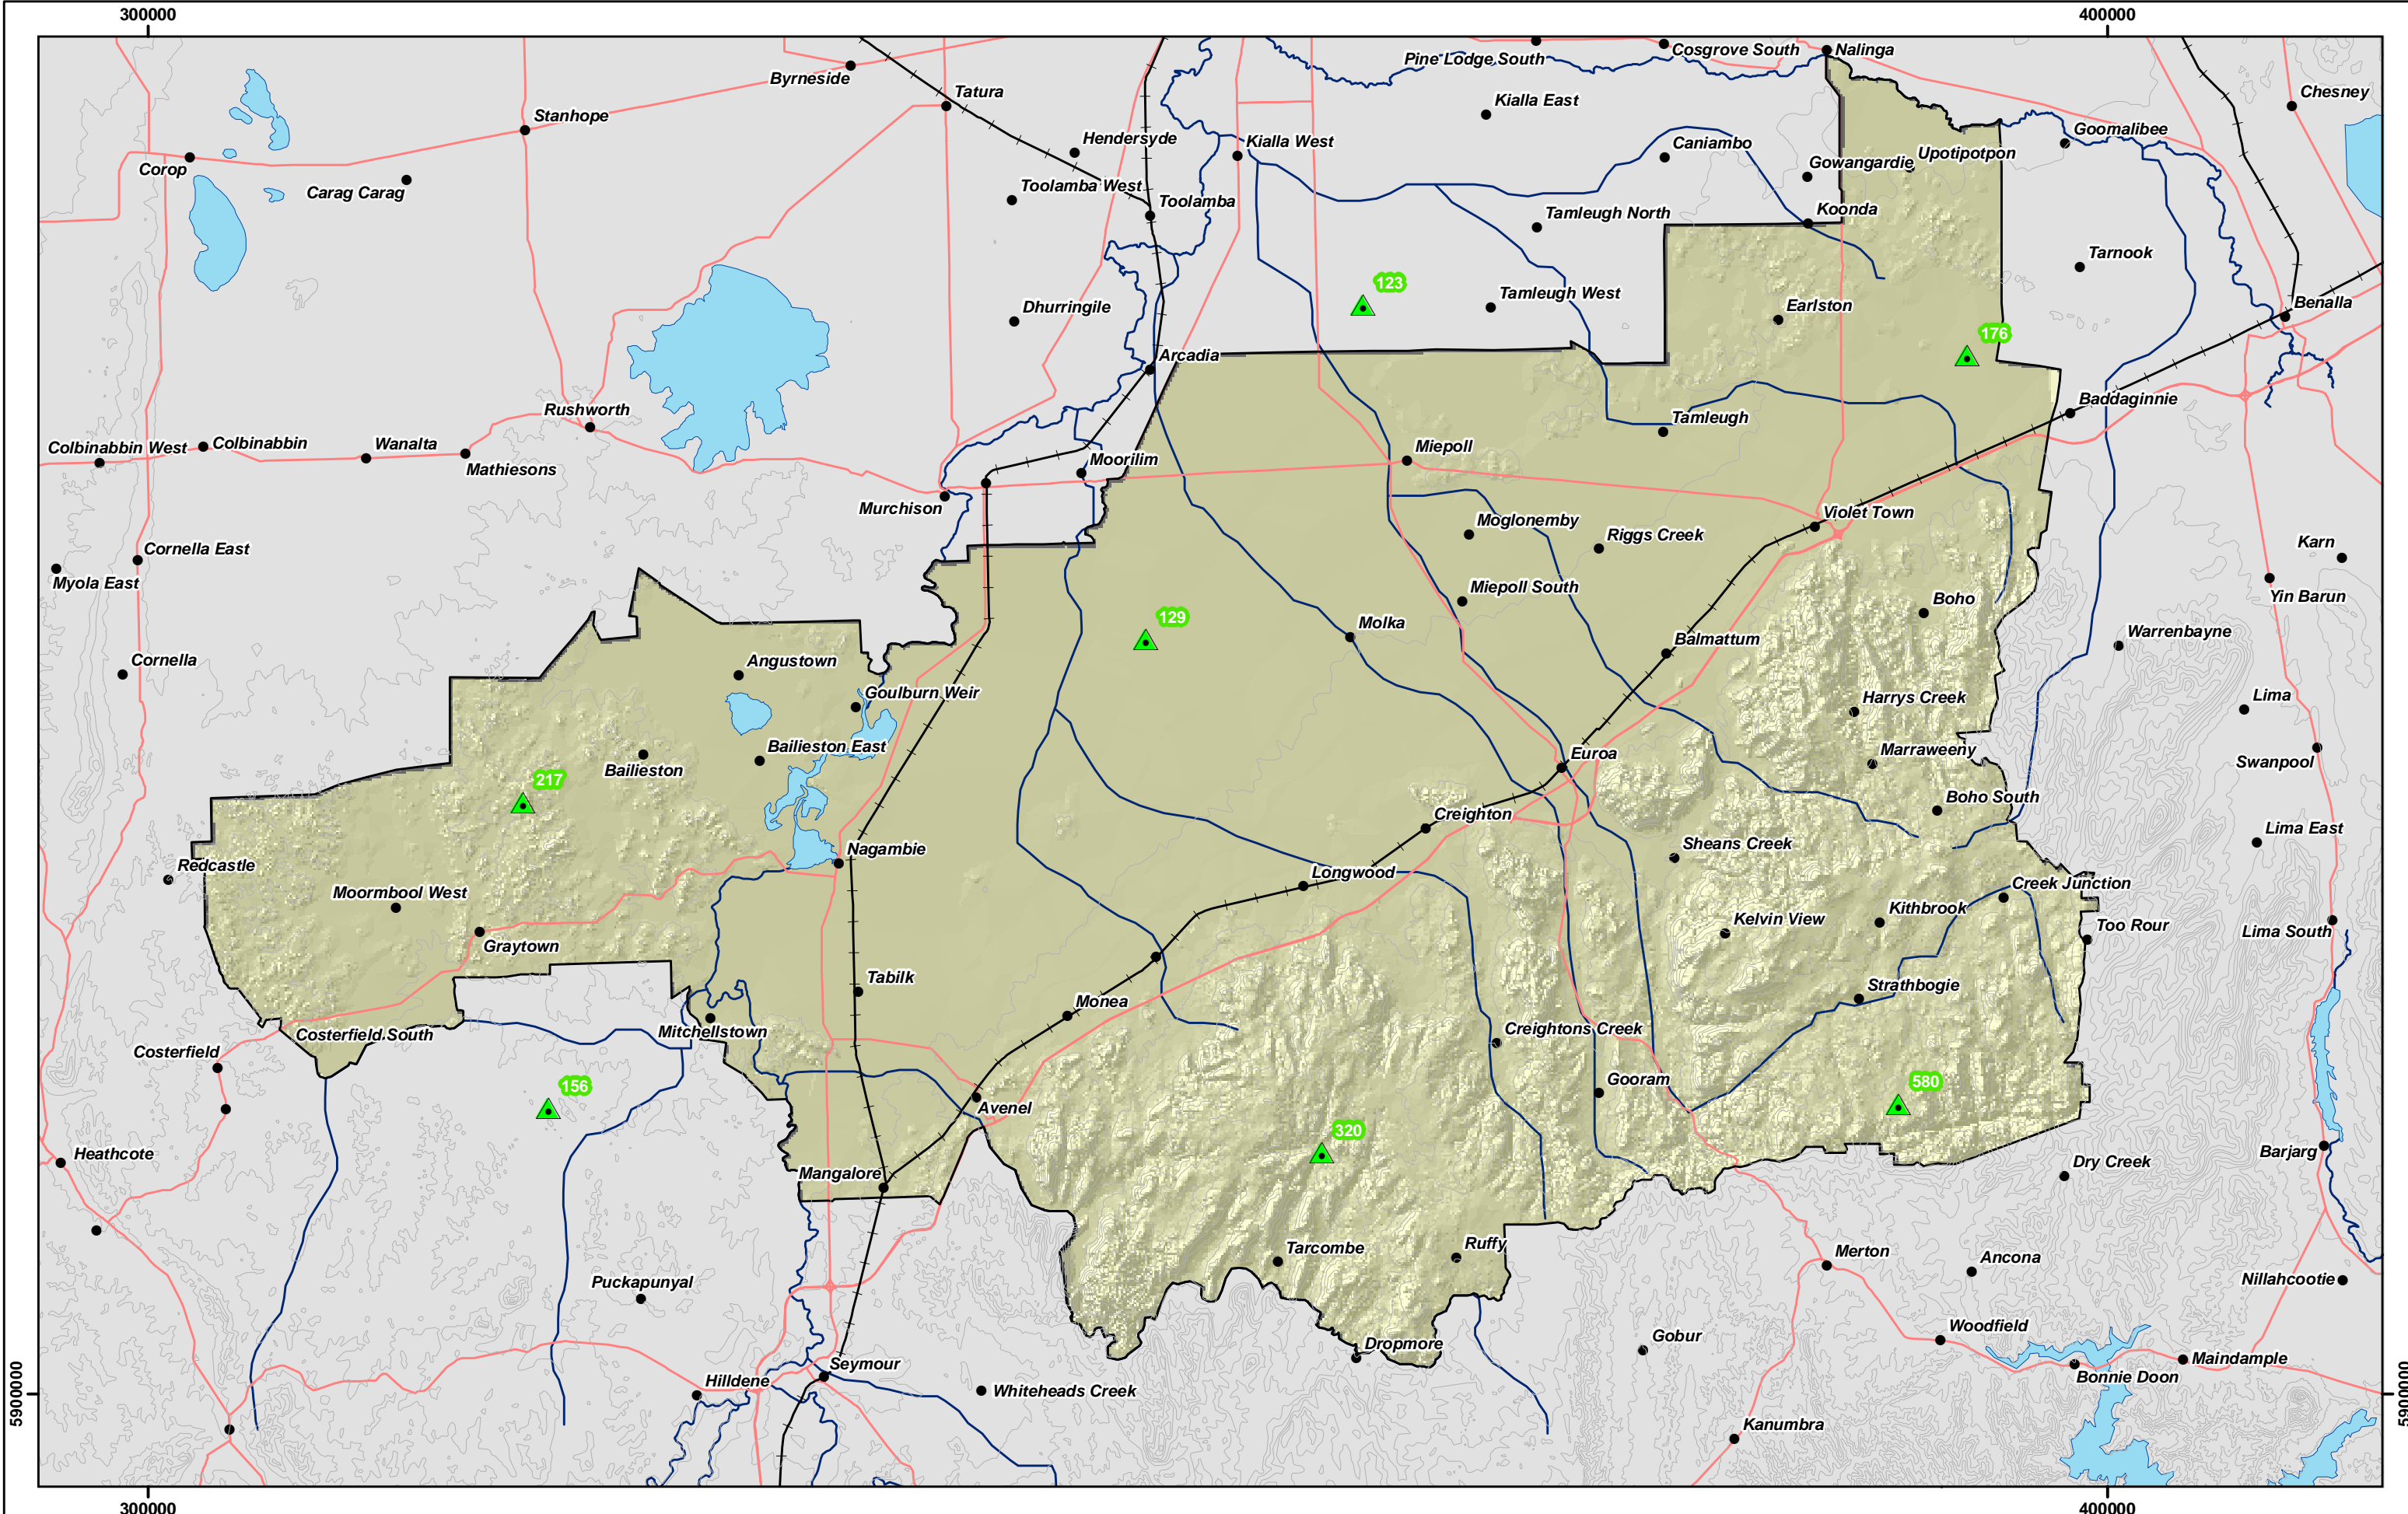 300000
400000
Pine Lodge South
Cosgrove South
Nalinga
Byrneside
Tatura
Kialla East
Chesney
Stanhope
Hendersyde
Kialla West
Caniambo
Goomalibee
Corop
Carag Carag
Gowangardie
Upotipotpon
Toolamba West
Toolamba
Tamleugh North
Koonda
Tarnook
123
Dhurringile
Tamleugh West
Earlston
Benalla
176
Arcadia
Rushworth
Baddaginnie
Tamleugh
Colbinabbin West
Colbinabbin
Wanalta
Mathiesons
Miepoll
Moorilim
Murchison
Violet Town
Moglonemby
Riggs Creek
Cornella East
Karn
Myola East
Miepoll South
Boho
Yin Barun
129
Molka
Balmattum
Warrenbayne
Cornella
Angustown
Goulburn Weir
Harrys Creek
Lima
Bailieston East
Bailieston
Euroa
Marraweeny
Swanpool
217
Boho South
Creighton
Lima East
Nagambie
Sheans Creek
Redcastle
Longwood
Creek Junction
Moormbool West
Kelvin View
Kithbrook
Too Rour
Lima South
Graytown
Tabilk
Strathbogie
Monea
Costerfield South
Mitchellstown
Creightons Creek
Costerfield
156
Gooram
580
Avenel
320
Heathcote
Mangalore
Dry Creek
Barjarg
Tarcombe
Ruffy
Merton
Ancona
Puckapunyal
Nillahcootie
Woodfield
Gobur
Dropmore
Maindample
Seymour
Hilldene
Whiteheads Creek
Bonnie Doon
5900000
Kanumbra
300000
400000